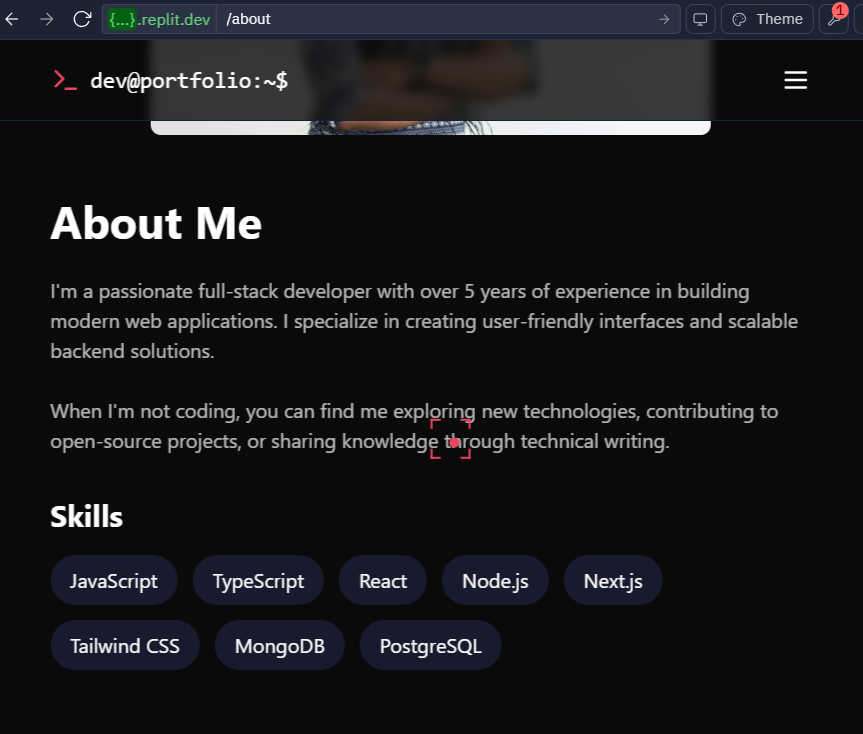 {...}.replit.dev
/about
Theme
1
dev@portfolio:~$
About Me
I'm a passionate full-stack developer with over 5 years of experience in building
modern web applications. I specialize in creating user-friendly interfaces and scalable
backend solutions.
When I'm not coding, you can find me exploring new technologies, contributing to
open-source projects, or sharing knowledge through technical writing.
Skills
JavaScript
TypeScript
React
Node.js
Next.js
Tailwind CSS
MongoDB
PostgreSQL